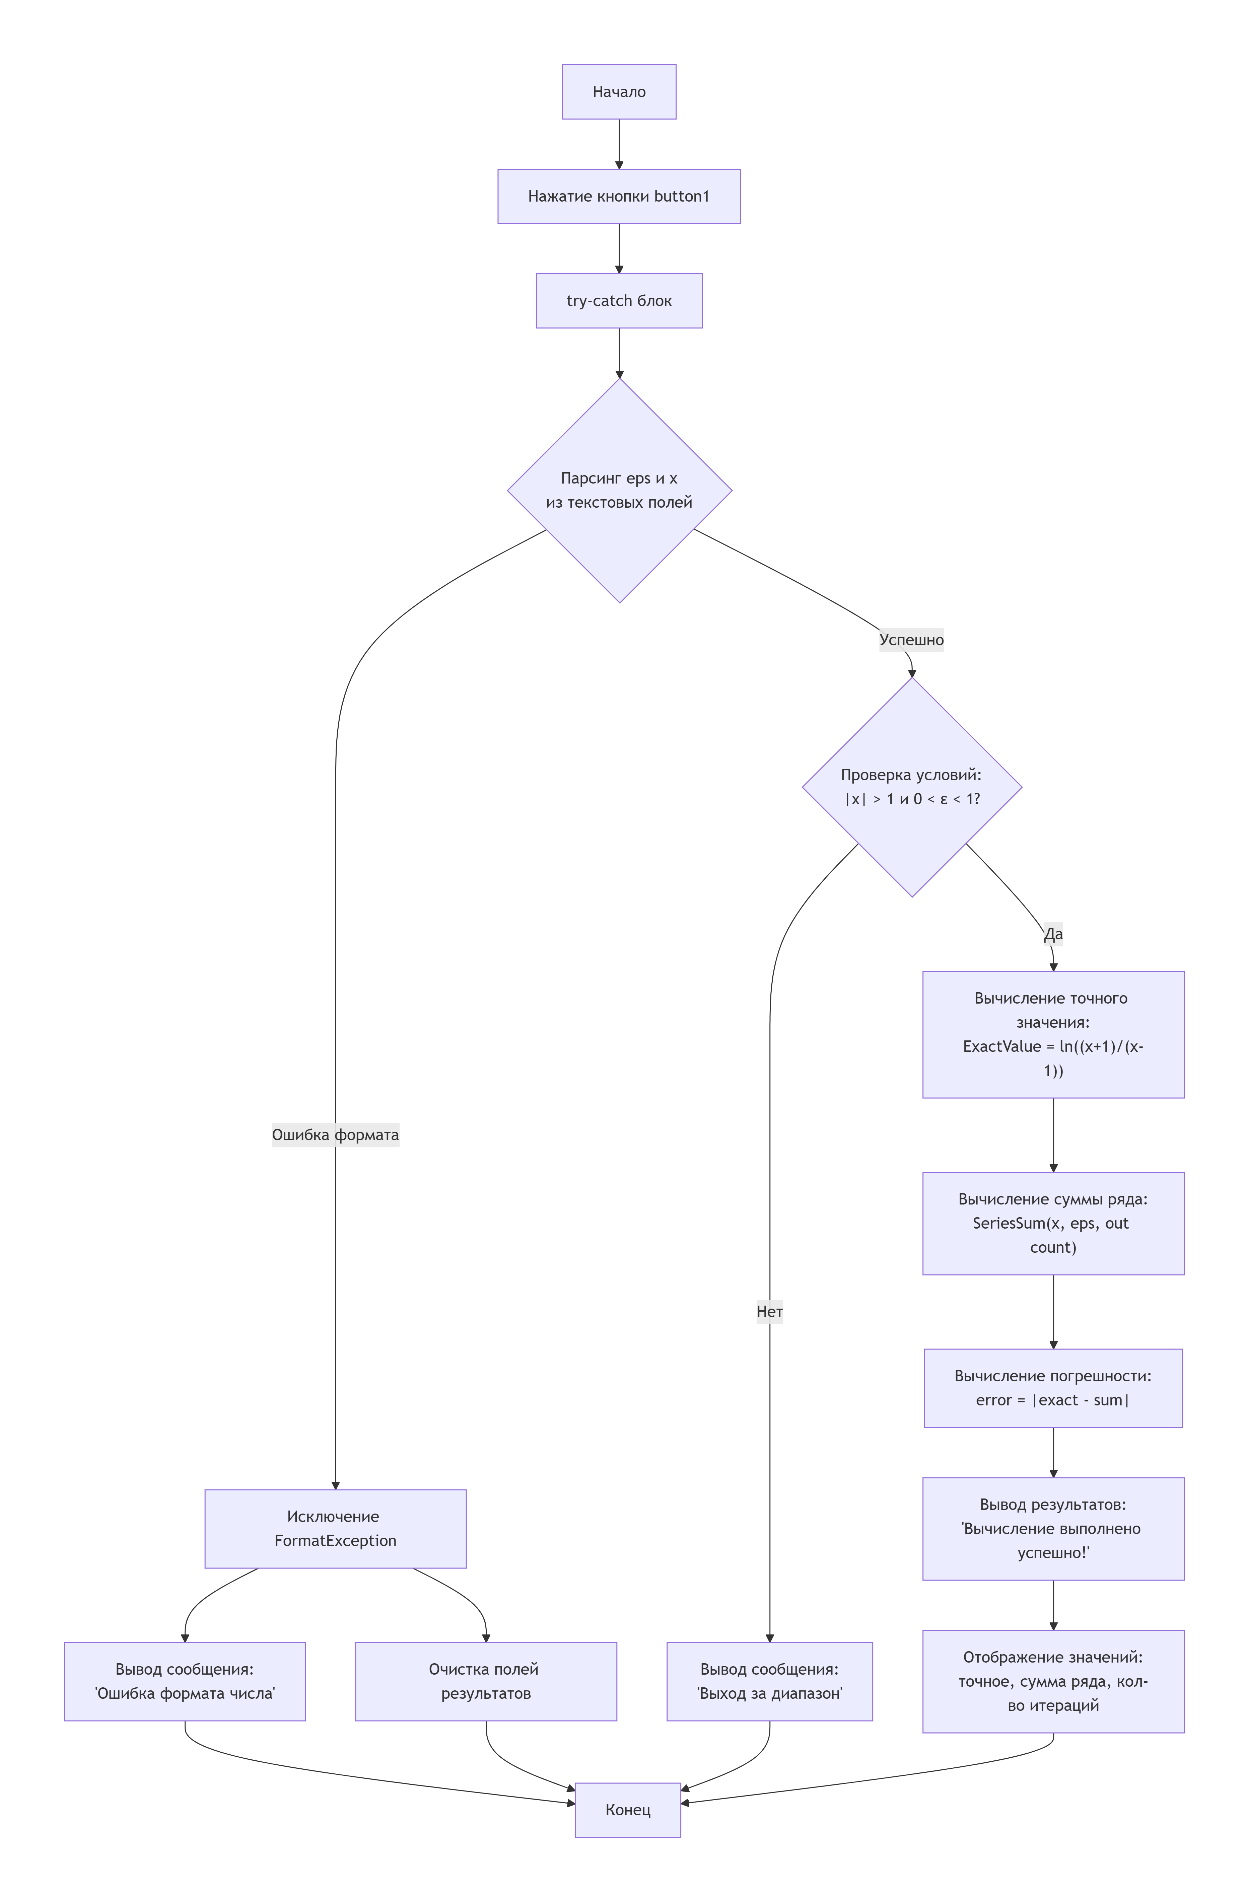 Начало
Нажатие кнопки button1
try-catch блок
Парсинг eps и x
из текстовых полей
Успешно
Проверка условий:
|x| > 1 и 0 < ε < 1?
Да
Вычисление точного
значения:
ExactValue = ln((x+1)/(x-
1))
Ошибка формата
Вычисление суммы ряда:
SeriesSum(x, eps, out
count)
Нет
Вычисление погрешности:
error = |exact - sum|
Исключение
FormatException
Вывод результатов:
'Вычисление выполнено
успешно!'
Вывод сообщения:
'Ошибка формата числа'
Очистка полей
результатов
Вывод сообщения:
'Выход за диапазон'
Отображение значений:
точное, сумма ряда, кол-
во итераций
Конец